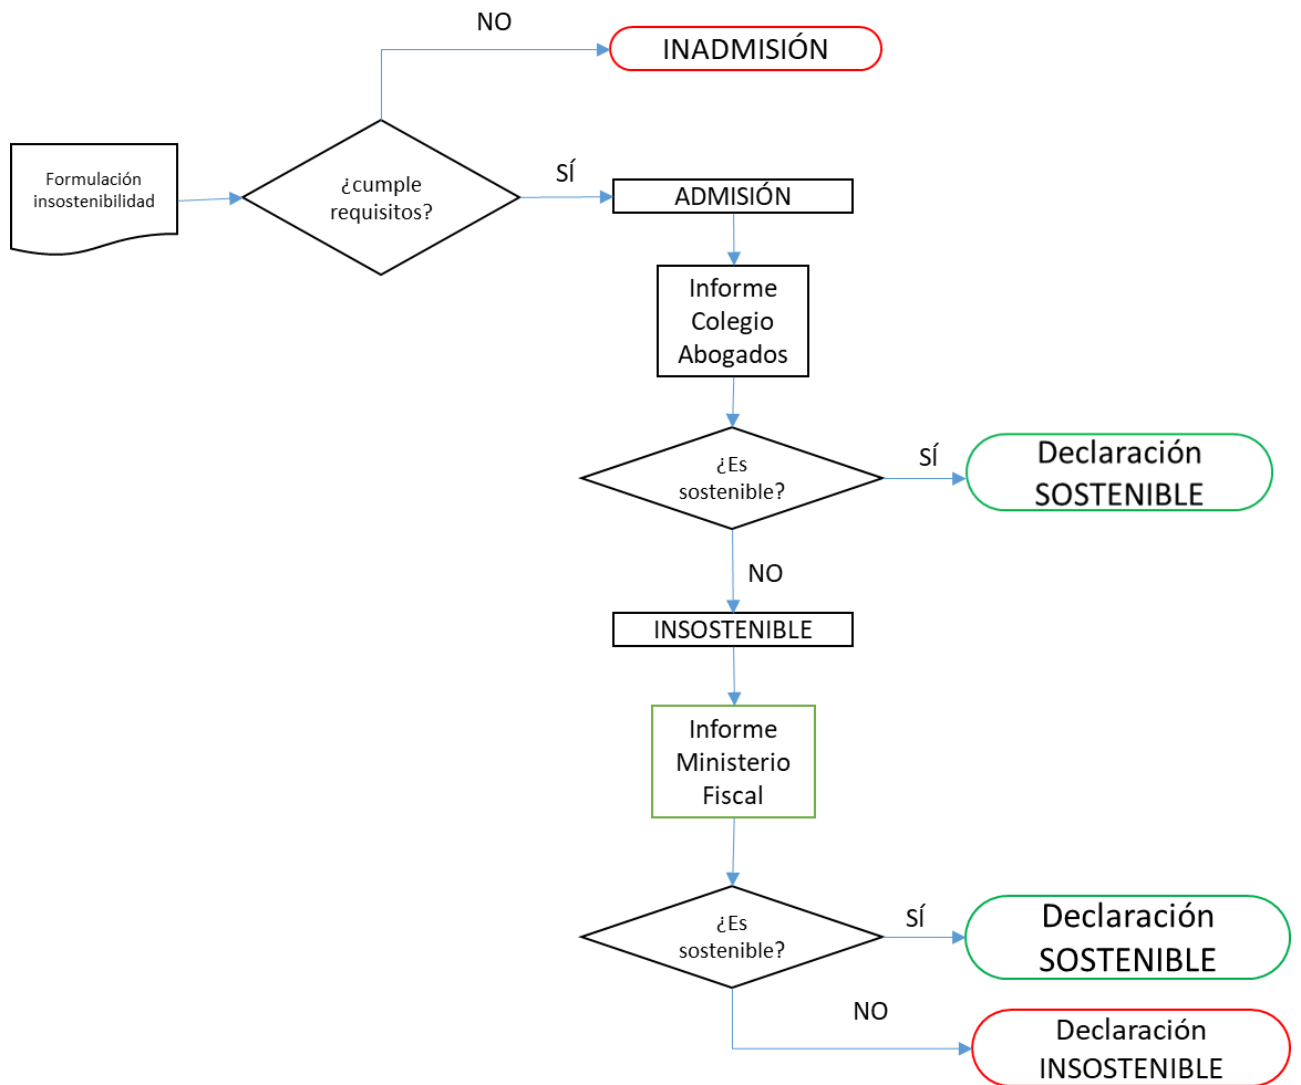 NO
INADMISIÓN
Formulación
insostenibilidad
¿cumple
requisitos?
SÍ
ADMISIÓN
Informe
Colegio
Abogados
¿Es
sostenible?
SÍ
Declaración
SOSTENIBLE
NO
INSOSTENIBLE
Informe
Ministerio
Fiscal
¿Es
sostenible?
SÍ
Declaración
SOSTENIBLE
NO
Declaración
INSOSTENIBLE